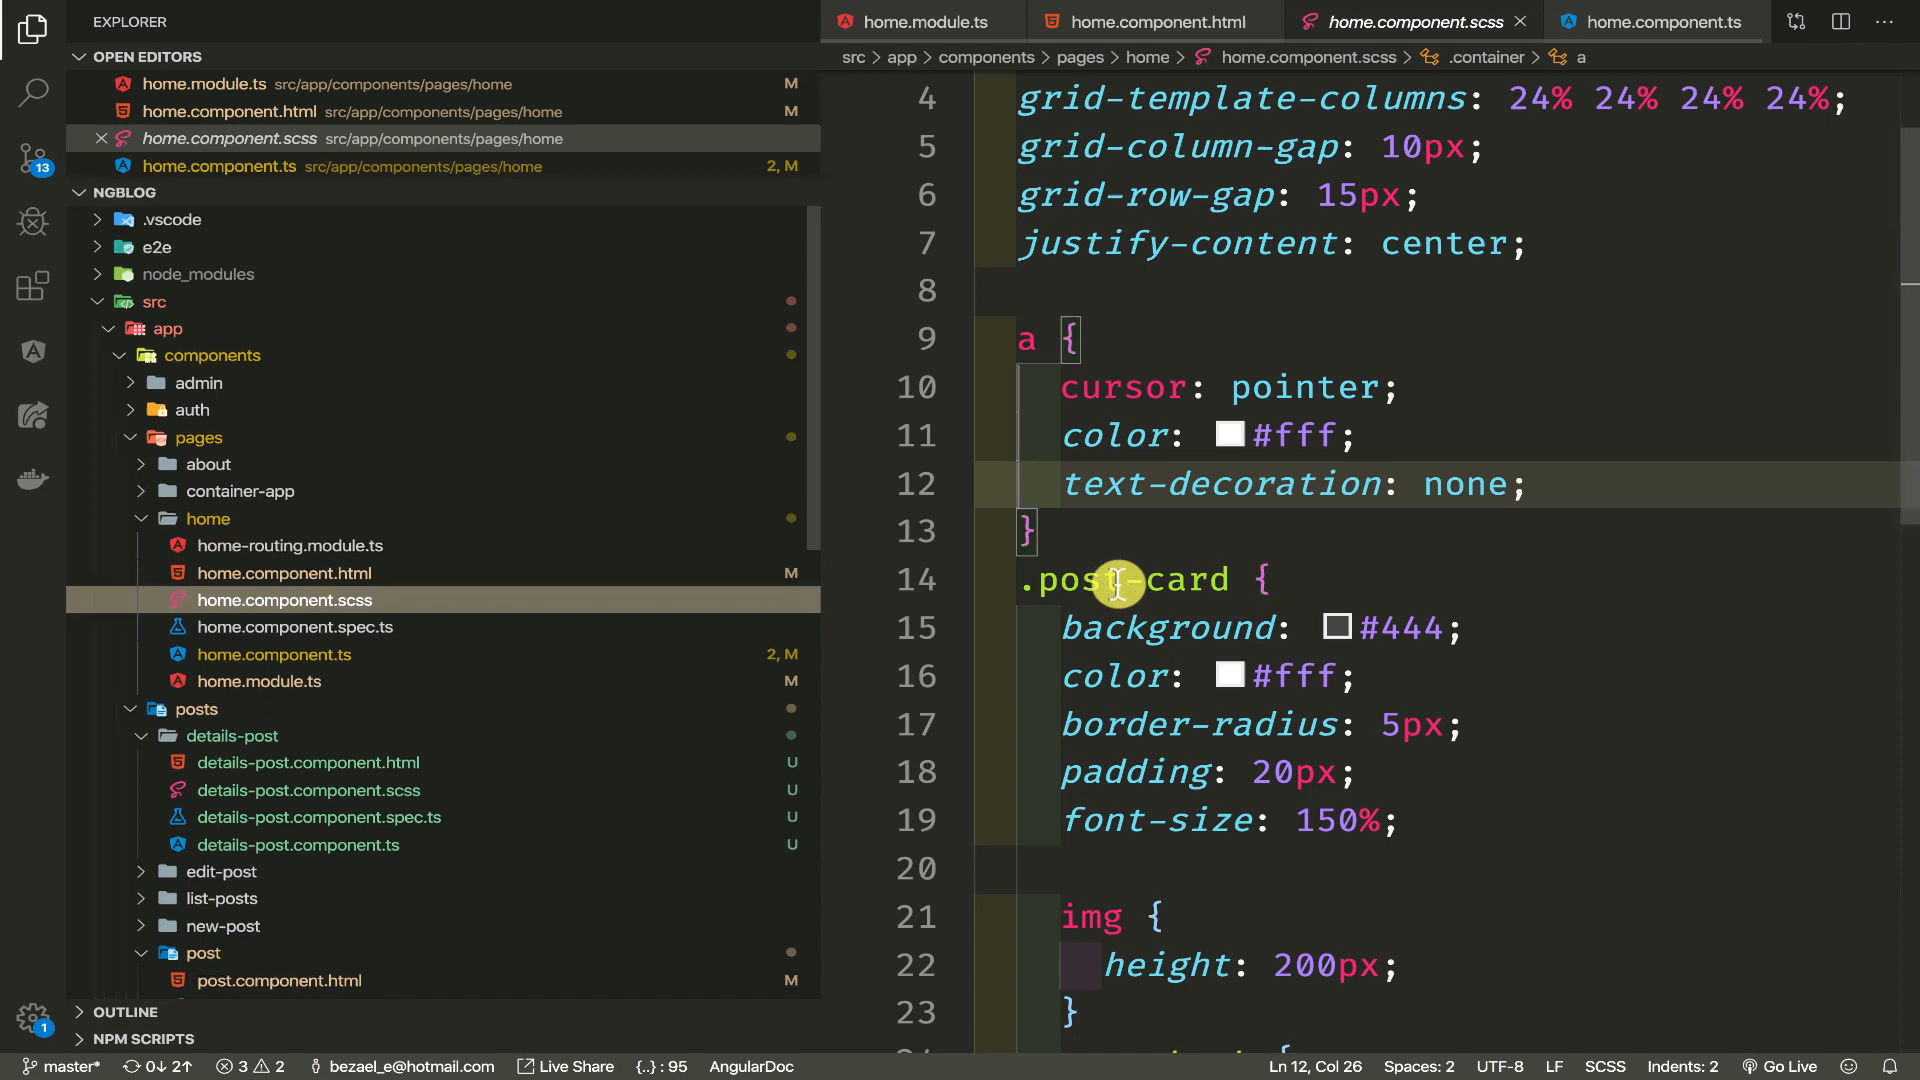 EXPLORER
OPEN EDITORS
home.module.ts src/app/components/pages/home M
home.component.html src/app/components/pages/home M
home.component.scss src/app/components/pages/home
home.component.ts src/app/components/pages/home 2, M
13
NGBLOG
.vscode
e2e
node_modules
src
app
components
admin
auth
pages
about
container-app
home
home-routing.module.ts
home.component.html M
home.component.scss
home.component.spec.ts
home.component.ts 2, M
home.module.ts M
posts
details-post
details-post.component.html U
details-post.component.scss U
details-post.component.spec.ts U
details-post.component.ts U
edit-post
list-posts
new-post
post
post.component.html M
OUTLINE
1
NPM SCRIPTS
home.module.ts home.component.html home.component.scss home.component.ts
src > app > components > pages > home > home.component.scss > .container > a
4 grid-template-columns: 24% 24% 24% 24%;
5 grid-column-gap: 10px;
6 grid-row-gap: 15px;
7 justify-content: center;
8
9 a {
10 cursor: pointer;
11 color: #fff;
12 text-decoration: none;
13 }
14 .post-card {
15 background: #444;
16 color: #fff;
17 border-radius: 5px;
18 padding: 20px;
19 font-size: 150%;
20
21 img {
22 height: 200px;
23 }
master* 0↓ 2↑ 3 2 bezael_e@hotmail.com Live Share {..} : 95 AngularDoc Ln 12, Col 26 Spaces: 2 UTF-8 LF SCSS Indents: 2 Go Live